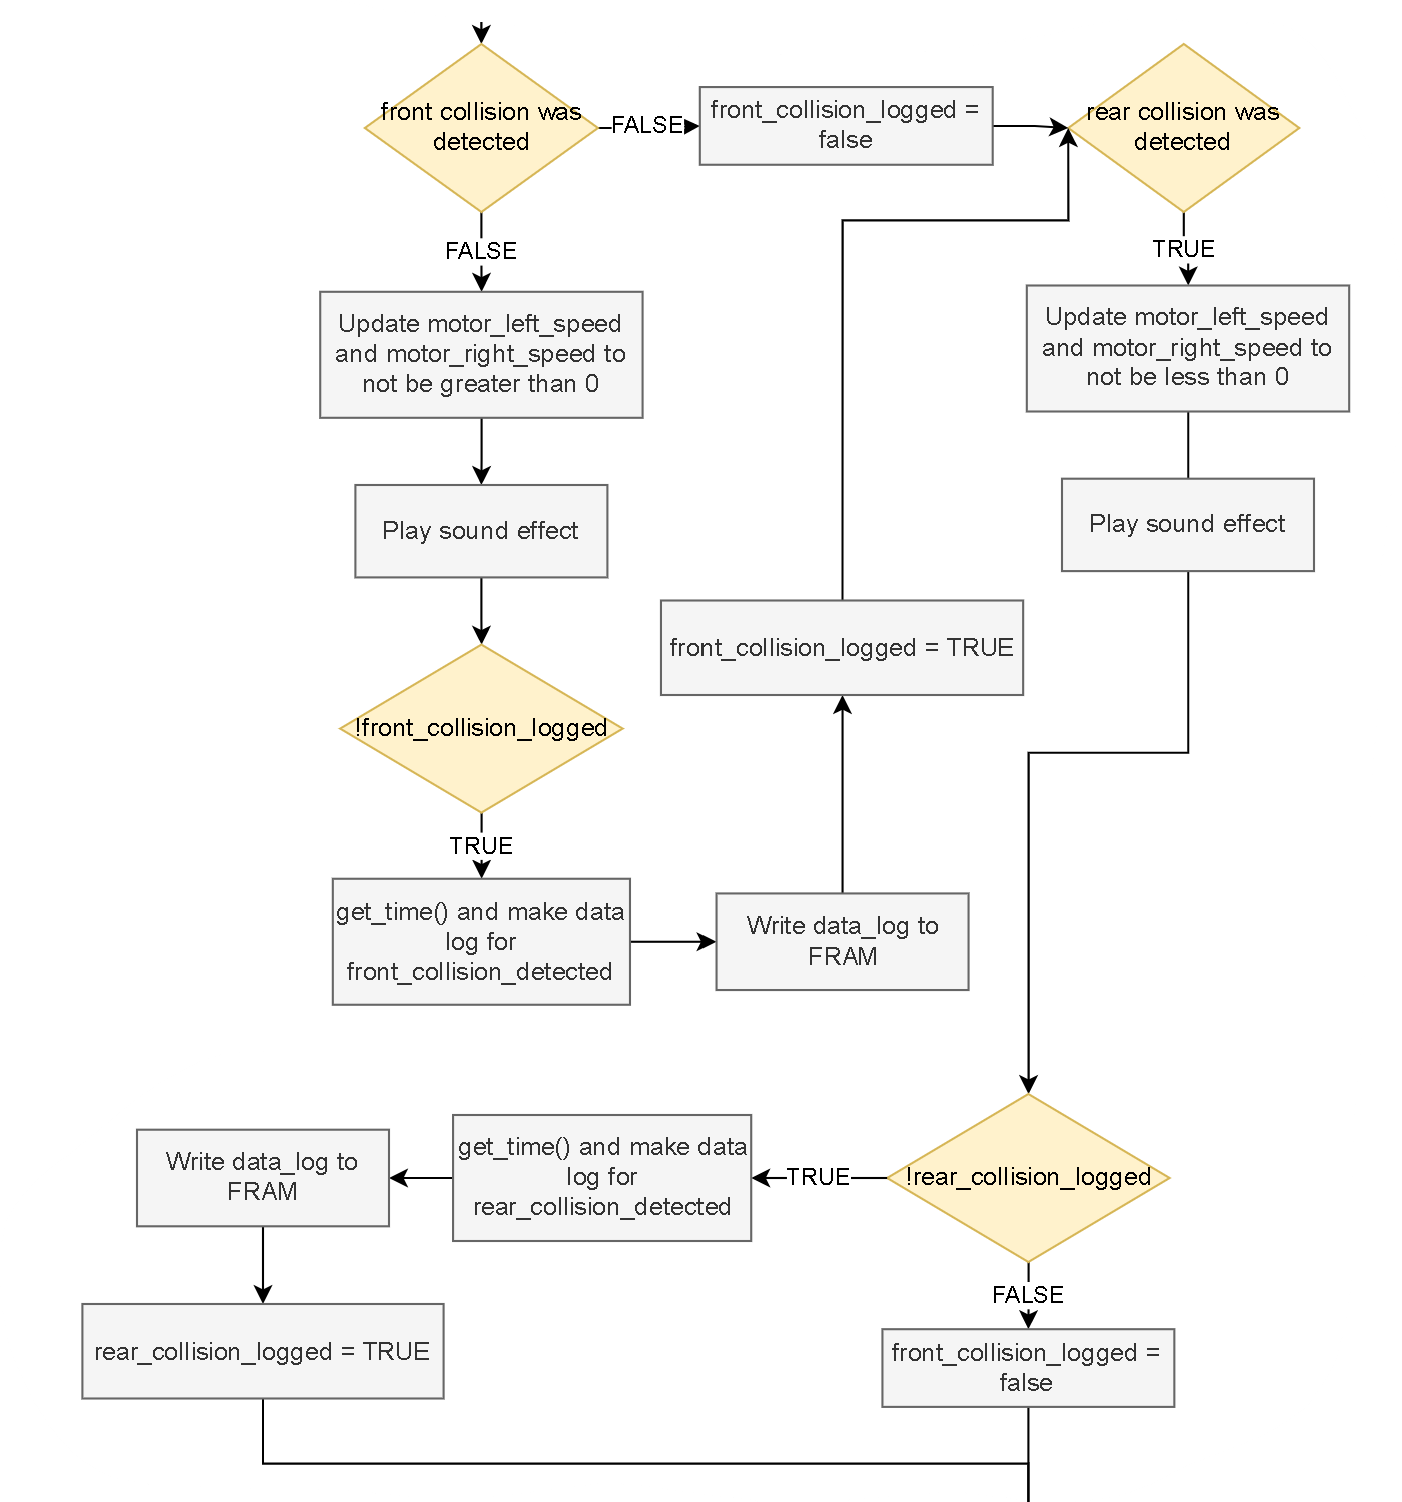 front collision was
detected
FALSE
front_collision_logged =
false
rear collision was
detected
FALSE
TRUE
Update motor_left_speed
and motor_right_speed to
not be greater than 0
Update motor_left_speed
and motor_right_speed to
not be less than 0
Play sound effect
Play sound effect
front_collision_logged = TRUE
!front_collision_logged
TRUE
get_time() and make data
log for
front_collision_detected
Write data_log to
FRAM
!rear_collision_logged
TRUE
get_time() and make data
log for
rear_collision_detected
Write data_log to
FRAM
FALSE
rear_collision_logged = TRUE
front_collision_logged =
false